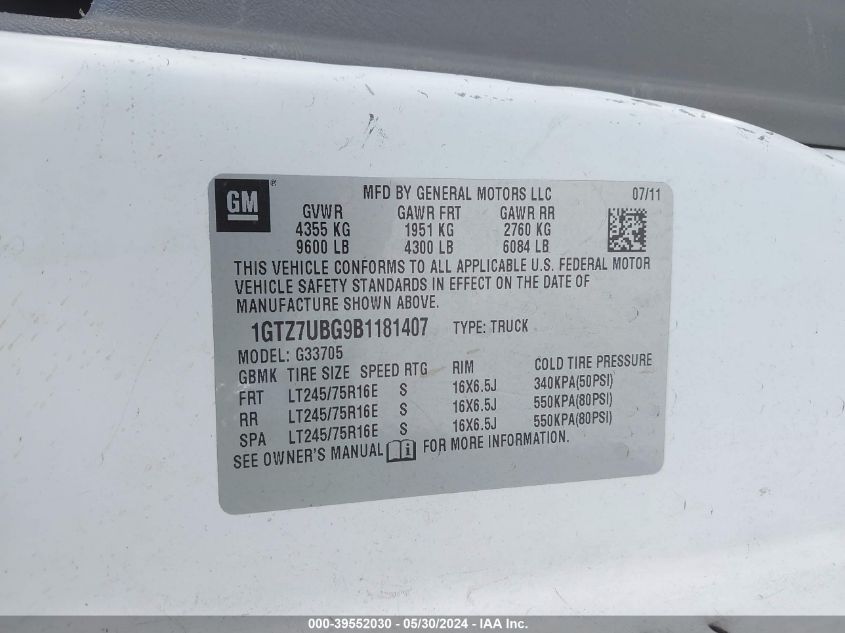 GM ® MFD BY GENERAL MOTORS LLC 07/11
GVWR GAWR FRT GAWR RR
4355 KG 1951 KG 2760 KG
9600 LB 4300 LB 6084 LB
THIS VEHICLE CONFORMS TO ALL APPLICABLE U.S. FEDERAL MOTOR
VEHICLE SAFETY STANDARDS IN EFFECT ON THE DATE OF
MANUFACTURE SHOWN ABOVE.
1GTZ7UBG9B1181407 TYPE: TRUCK
MODEL: G33705
GBMK TIRE SIZE SPEED RTG RIM COLD TIRE PRESSURE
FRT LT245/75R16E S 16X6.5J 340KPA(50PSI)
RR LT245/75R16E S 16X6.5J 550KPA(80PSI)
SPA LT245/75R16E S 16X6.5J 550KPA(80PSI)
SEE OWNER'S MANUAL i FOR MORE INFORMATION.
000-39552030 - 05/30/2024 - IAA Inc.